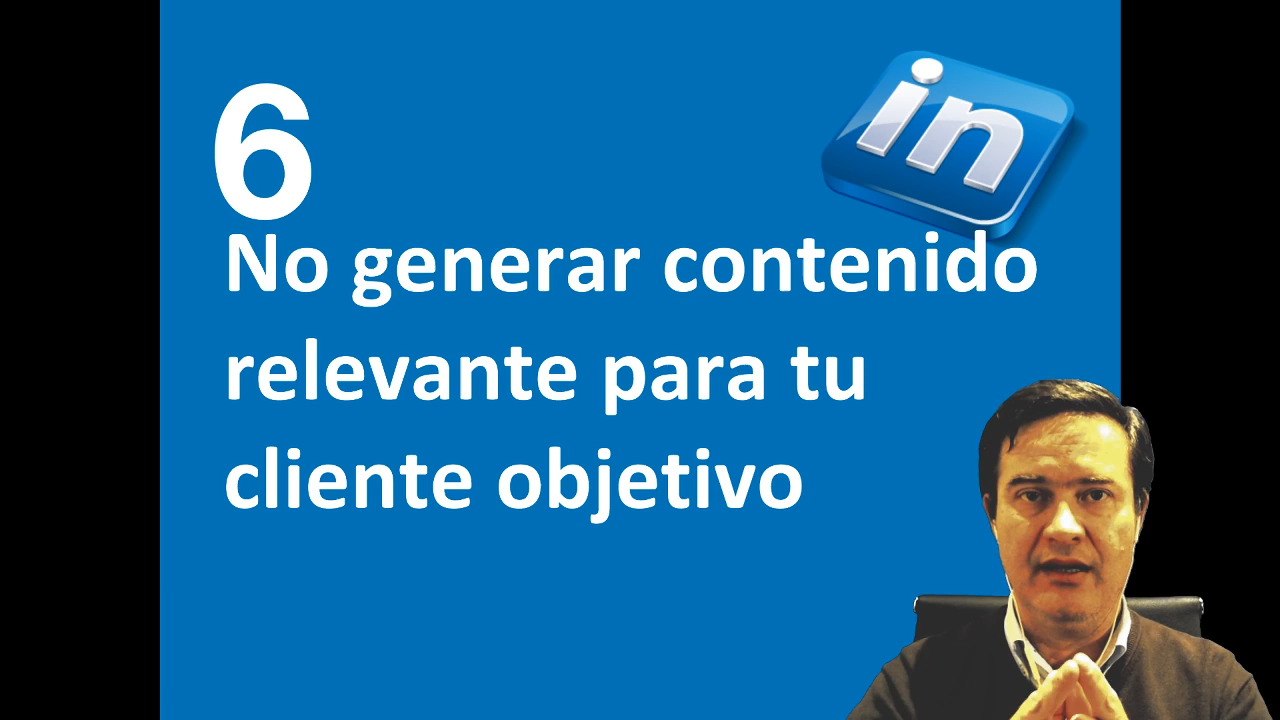 6
in
No generar contenido
relevante para tu
cliente objetivo